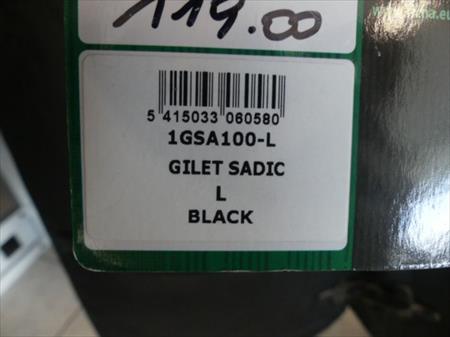 119.00
5 415033 060580
1GSA100-L
GILET SADIC
L
BLACK